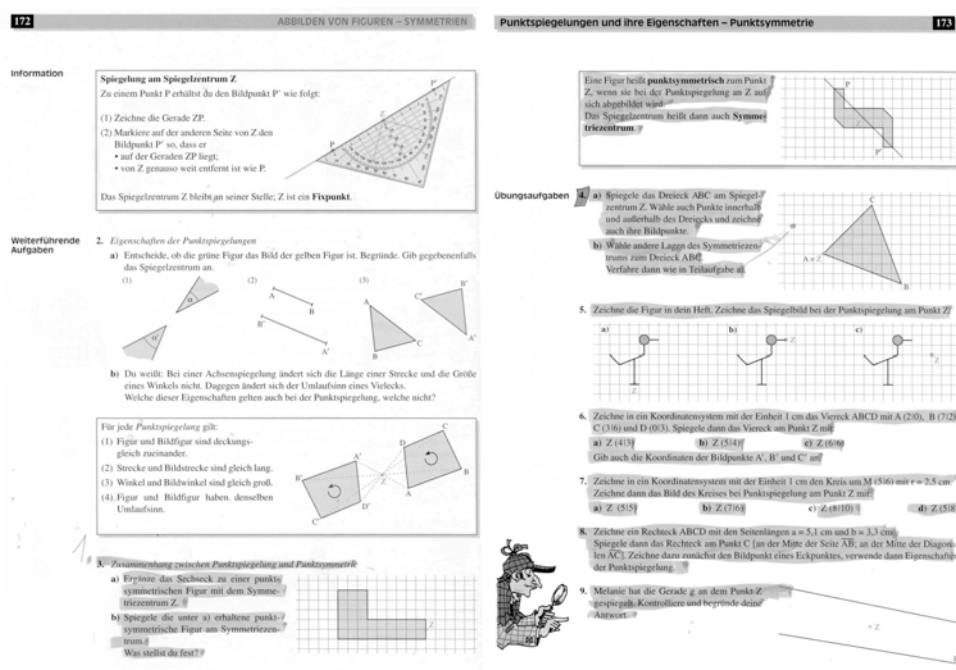 172
ABBILDEN VON FIGUREN – SYMMETRIEN
Information
Spiegelung am Spiegelzentrum Z
Zu einem Punkt P erhältst du den Bildpunkt P' wie folgt:
(1) Zeichne die Gerade ZP.
(2) Markiere auf der anderen Seite von Z den
Bildpunkt P' so, dass er
• auf der Geraden ZP liegt;
• von Z genauso weit entfernt ist wie P.
Das Spiegelzentrum Z bleibt an seiner Stelle; Z ist ein Fixpunkt.
P
Z
P'
Weiterführende
Aufgaben
2. Eigenschaften der Punktspiegelungen
a) Entscheide, ob die grüne Figur das Bild der gelben Figur ist. Begründe. Gib gegebenenfalls
das Spiegelzentrum an.
(1)
(2)
(3)
α
α'
A
B
B'
A'
A
B
C
C'
B'
A'
b) Du weißt: Bei einer Achsenspiegelung ändert sich die Länge einer Strecke und die Größe
eines Winkels nicht. Dagegen ändert sich der Umlaufsinn eines Vielecks.
Welche dieser Eigenschaften gelten auch bei der Punktspiegelung, welche nicht?
Für jede Punktspiegelung gilt:
(1) Figur und Bildfigur sind deckungs-
gleich zueinander.
(2) Strecke und Bildstrecke sind gleich lang.
(3) Winkel und Bildwinkel sind gleich groß.
(4) Figur und Bildfigur haben denselben
Umlaufsinn.
B'
A'
C'
D'
Z
D
C
A
B
3. Zusammenhang zwischen Punktspiegelung und Punktsymmetrie
a) Ergänze das Sechseck zu einer punkt-
symmetrischen Figur mit dem Symme-
triezentrum Z.
b) Spiegele die unter a) erhaltene punkt-
symmetrische Figur am Symmetriezen-
trum.
Was stellst du fest?
Z
Punktspiegelungen und ihre Eigenschaften – Punktsymmetrie
173
Eine Figur heißt punktsymmetrisch zum Punkt
Z, wenn sie bei der Punktspiegelung an Z auf
sich abgebildet wird.
Das Spiegelzentrum heißt dann auch Symme-
triezentrum.
P
P'
Übungsaufgaben
4. a) Spiegele das Dreieck ABC am Spiegel-
zentrum Z. Wähle auch Punkte innerhalb
und außerhalb des Dreiecks und zeichne
auch ihre Bildpunkte.
b) Wähle andere Lagen des Symmetriezen-
trums zum Dreieck ABC.
Verfahre dann wie in Teilaufgabe a).
C
A = Z
B
5. Zeichne die Figur in dein Heft. Zeichne das Spiegelbild bei der Punktspiegelung am Punkt Z.
a)
b)
c)
Z
Z
Z
6. Zeichne in ein Koordinatensystem mit der Einheit 1 cm das Viereck ABCD mit A (2|0), B (7|2)
C (3|6) und D (0|3). Spiegele dann das Viereck am Punkt Z mit:
a) Z (4|3)
b) Z (5|4)
c) Z (6|6)
Gib auch die Koordinaten der Bildpunkte A', B' und C' an.
7. Zeichne in ein Koordinatensystem mit der Einheit 1 cm den Kreis um M (5|6) mit r = 2,5 cm.
Zeichne dann das Bild des Kreises bei Punktspiegelung am Punkt Z mit:
a) Z (5|5)
b) Z (7|6)
c) Z (8|10)
d) Z (5|8
8. Zeichne ein Rechteck ABCD mit den Seitenlängen a = 5,1 cm und b = 3,3 cm.
Spiegele dann das Rechteck am Punkt C [an der Mitte der Seite AB; an der Mitte der Diagon-
len AC]. Zeichne dazu zunächst den Bildpunkt eines Eckpunktes, verwende dann Eigenschafte
der Punktspiegelung.
9. Melanie hat die Gerade g an dem Punkt Z
gespiegelt. Kontrolliere und begründe deine
Antwort.
Z